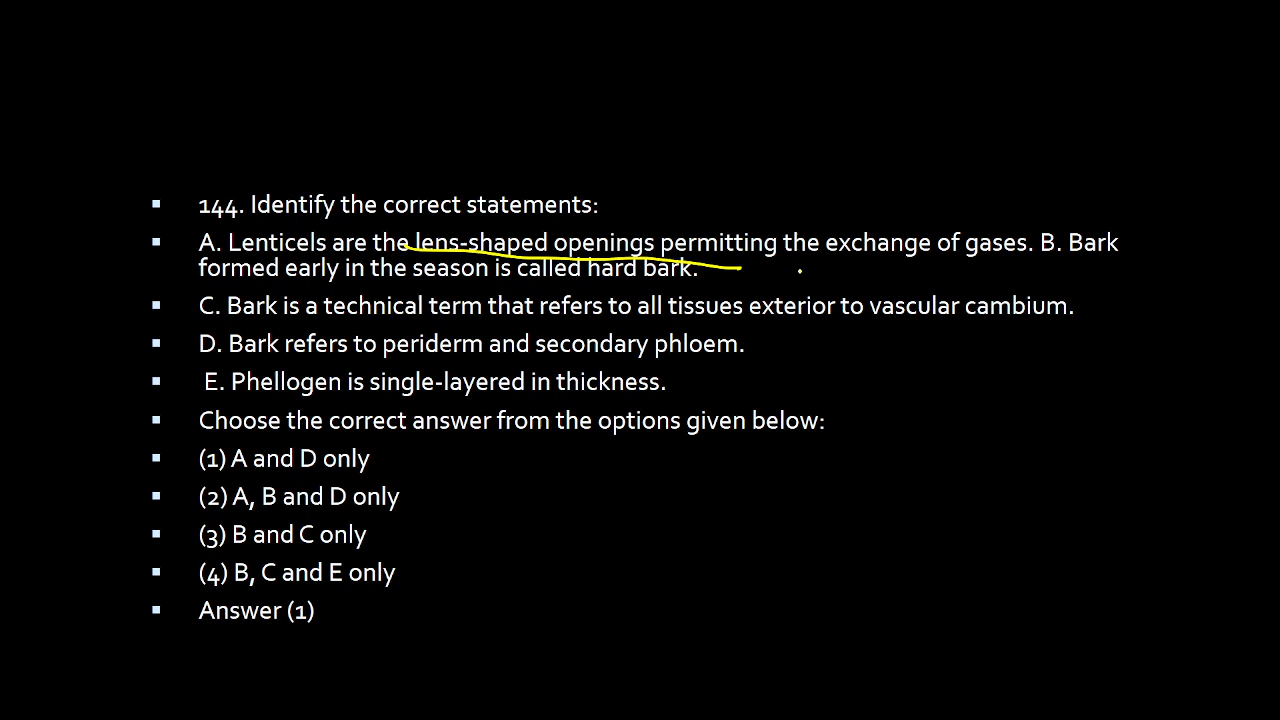 144. Identify the correct statements:
A. Lenticels are the lens-shaped openings permitting the exchange of gases. B. Bark
formed early in the season is called hard bark.
C. Bark is a technical term that refers to all tissues exterior to vascular cambium.
D. Bark refers to periderm and secondary phloem.
E. Phellogen is single-layered in thickness.
Choose the correct answer from the options given below:
(1) A and D only
(2) A, B and D only
(3) B and C only
(4) B, C and E only
Answer (1)